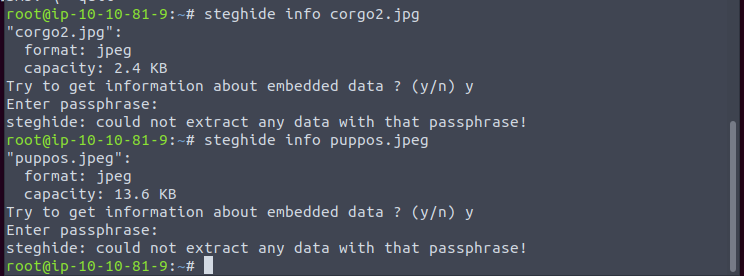 root@ip-10-10-81-9:~# steghide info corgo2.jpg
"corgo2.jpg":
  format: jpeg
  capacity: 2.4 KB
Try to get information about embedded data ? (y/n) y
Enter passphrase:
steghide: could not extract any data with that passphrase!
root@ip-10-10-81-9:~# steghide info puppos.jpeg
"puppos.jpeg":
  format: jpeg
  capacity: 13.6 KB
Try to get information about embedded data ? (y/n) y
Enter passphrase:
steghide: could not extract any data with that passphrase!
root@ip-10-10-81-9:~#